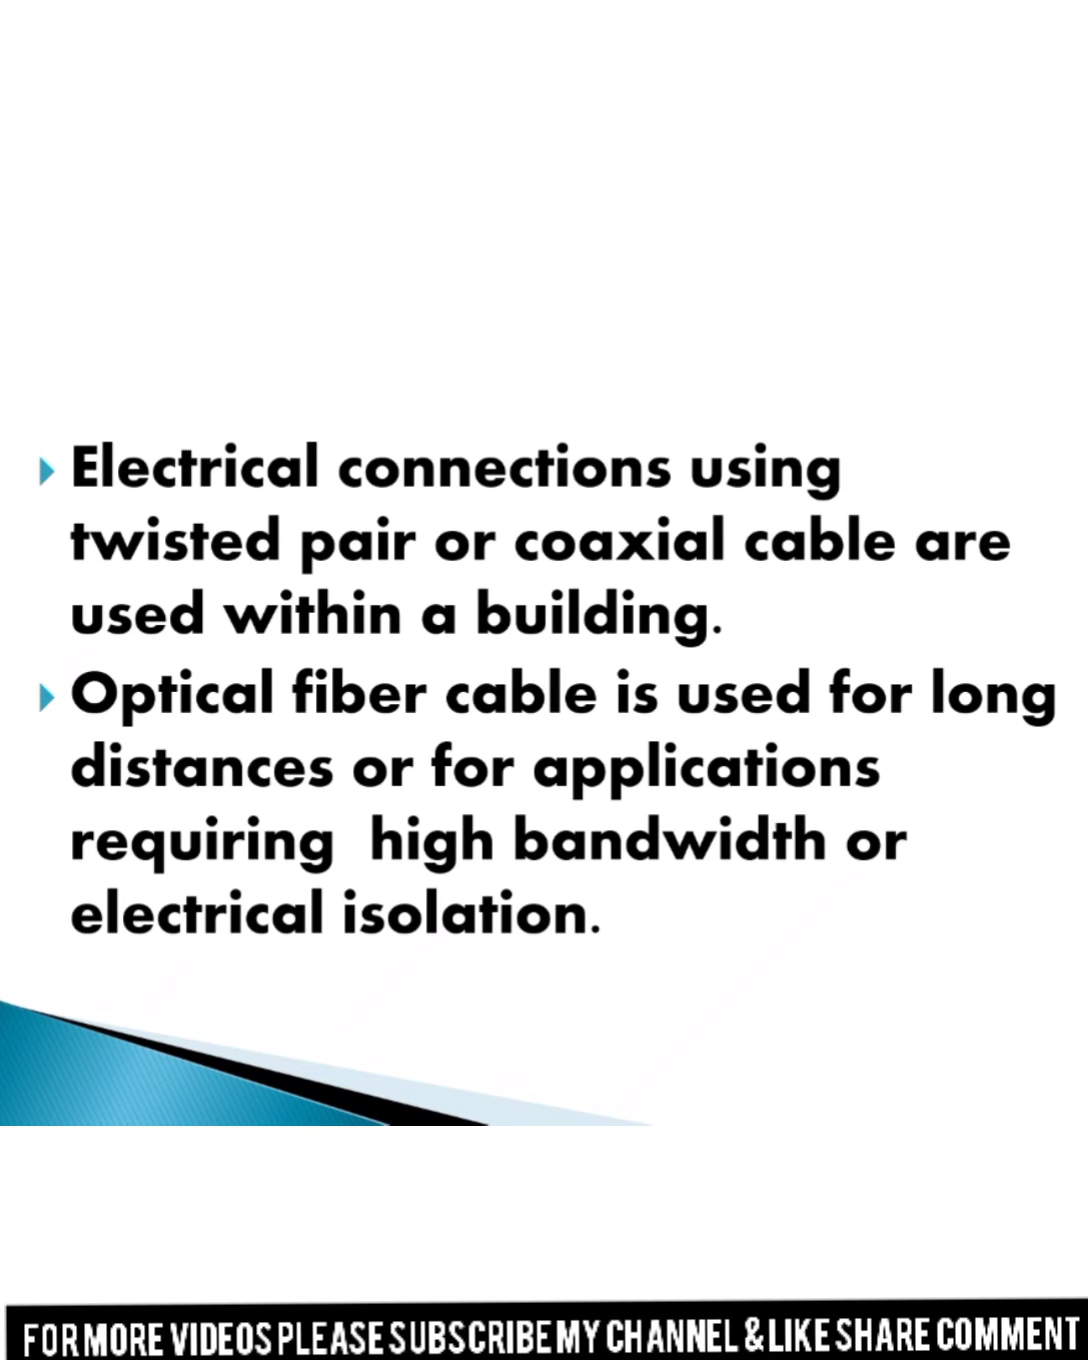 Electrical connections using
twisted pair or coaxial cable are
used within a building.
Optical fiber cable is used for long
distances or for applications
requiring high bandwidth or
electrical isolation.
FOR MORE VIDEOS PLEASE SUBSCRIBE MY CHANNEL & LIKE SHARE COMMENT